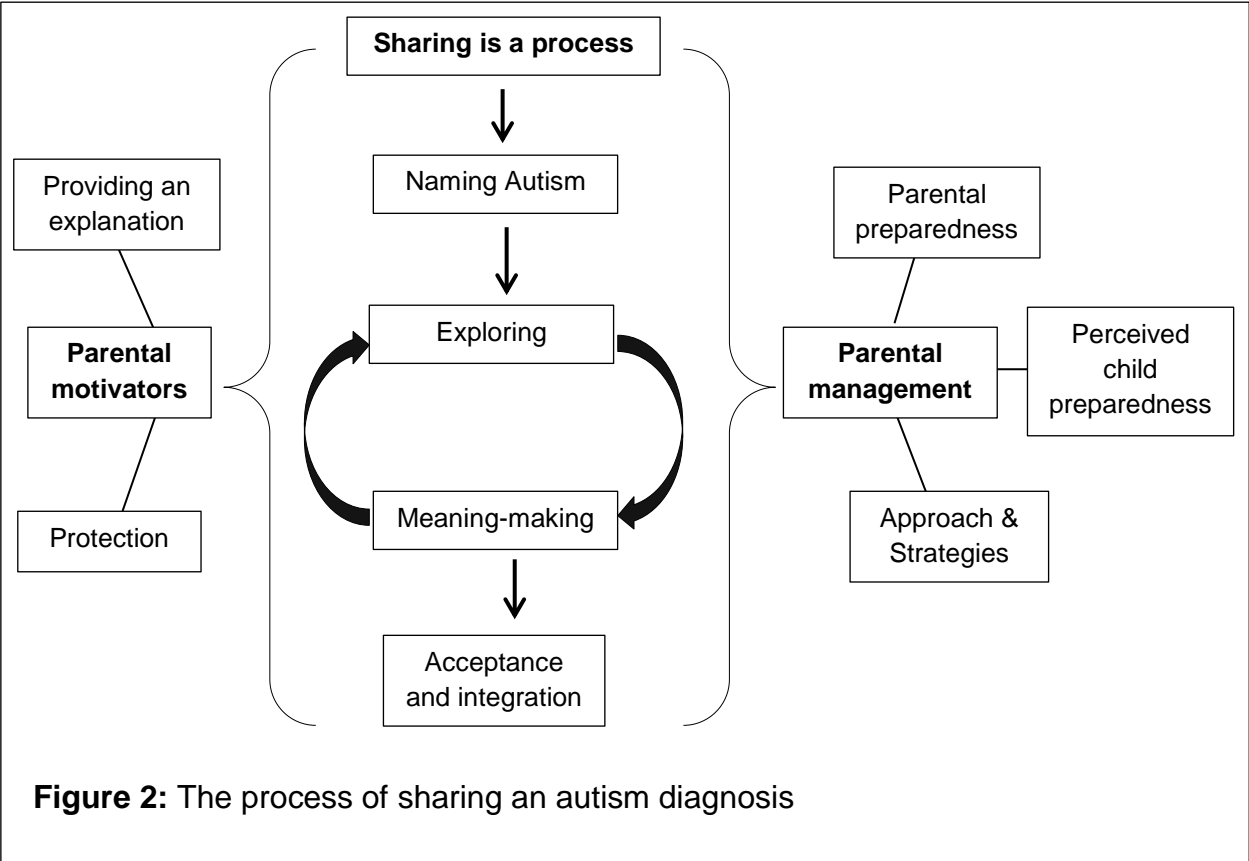 Sharing is a process
Naming Autism
Exploring
Meaning-making
Acceptance
and integration
Providing an
explanation
Parental
motivators
Protection
Parental
preparedness
Parental
management
Perceived
child
preparedness
Approach &
Strategies
Figure 2: The process of sharing an autism diagnosis